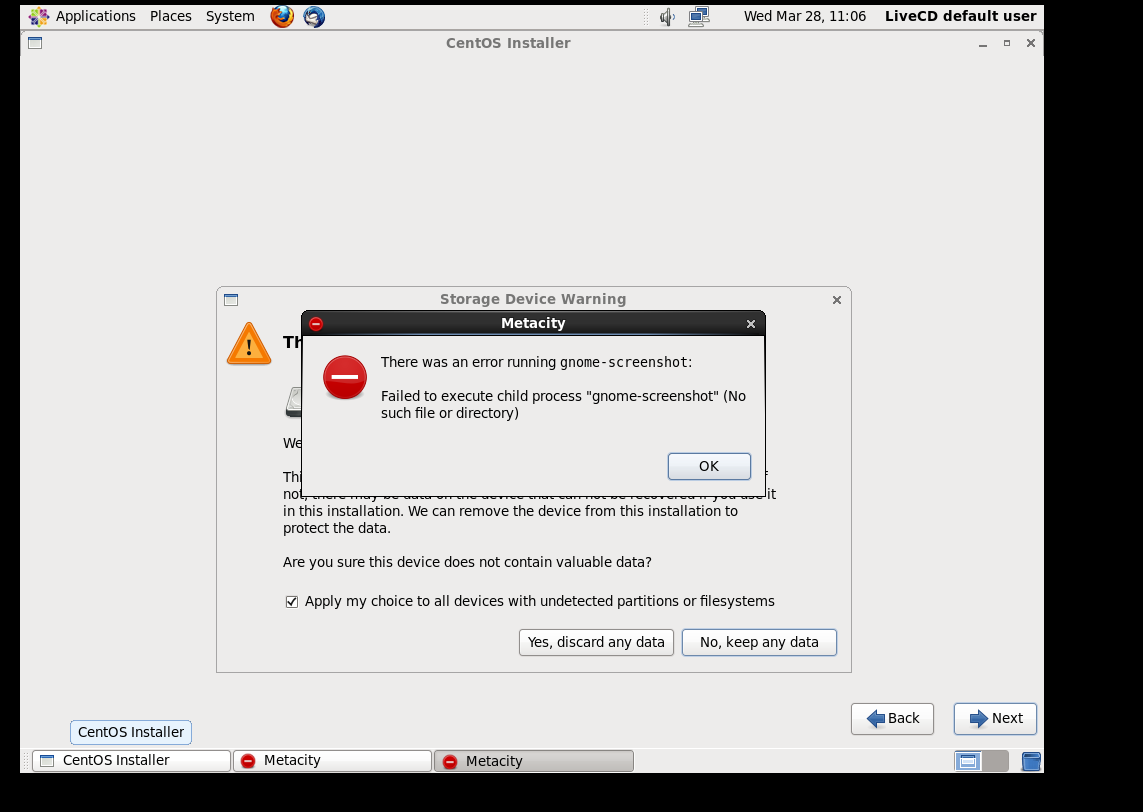 Applications Places System Wed Mar 28, 11:06 LiveCD default user
CentOS Installer
Storage Device Warning
Metacity
Th
There was an error running gnome-screenshot:
Failed to execute child process "gnome-screenshot" (No
such file or directory)
We
OK
Thi
not, there may be data on the device that can not be recovered if you use it
in this installation. We can remove the device from this installation to
protect the data.
Are you sure this device does not contain valuable data?
Apply my choice to all devices with undetected partitions or filesystems
Yes, discard any data No, keep any data
Back Next
CentOS Installer
CentOS Installer Metacity Metacity